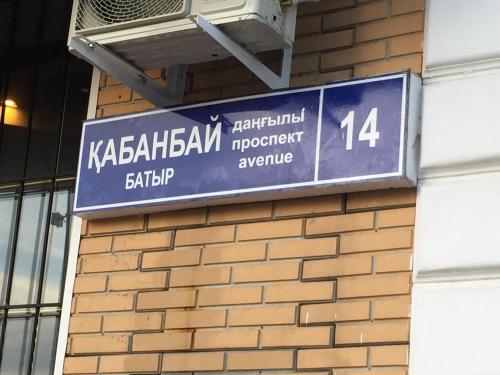 ҚАБАНБАЙ
БАТЫР
даңғылы
проспект
avenue
14